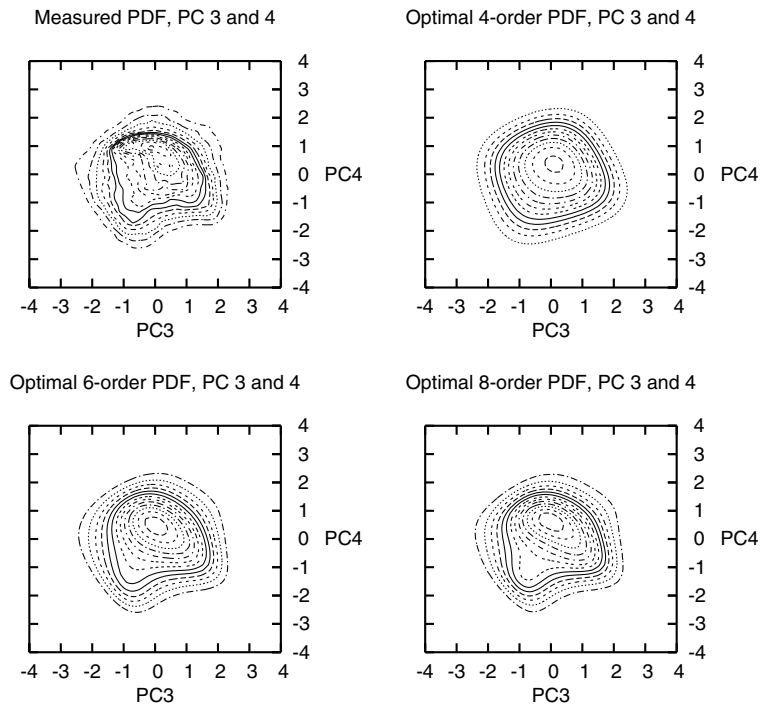 Measured PDF, PC 3 and 4
4
3
2
1
0
-1
-2
-3
-4
PC4
-4 -3 -2 -1 0 1 2 3 4
PC3
Optimal 4-order PDF, PC 3 and 4
4
3
2
1
0
-1
-2
-3
-4
PC4
-4 -3 -2 -1 0 1 2 3 4
PC3
Optimal 6-order PDF, PC 3 and 4
4
3
2
1
0
-1
-2
-3
-4
PC4
-4 -3 -2 -1 0 1 2 3 4
PC3
Optimal 8-order PDF, PC 3 and 4
4
3
2
1
0
-1
-2
-3
-4
PC4
-4 -3 -2 -1 0 1 2 3 4
PC3